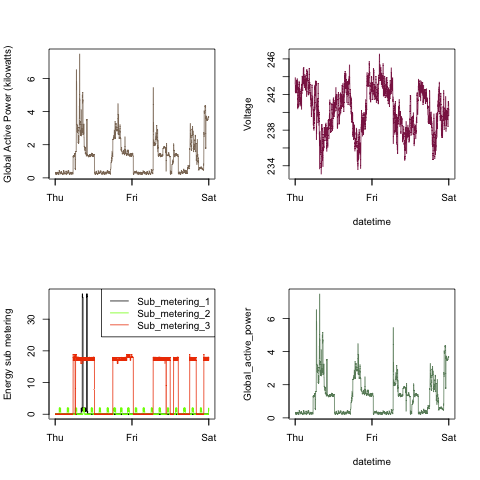 Global Active Power (kilowatts)
0 2 4 6
Thu Fri Sat
Voltage
234 238 242 246
Thu Fri Sat
datetime
Energy sub metering
0 10 20 30
Sub_metering_1
Sub_metering_2
Sub_metering_3
Thu Fri Sat
Global_active_power
0 2 4 6
Thu Fri Sat
datetime